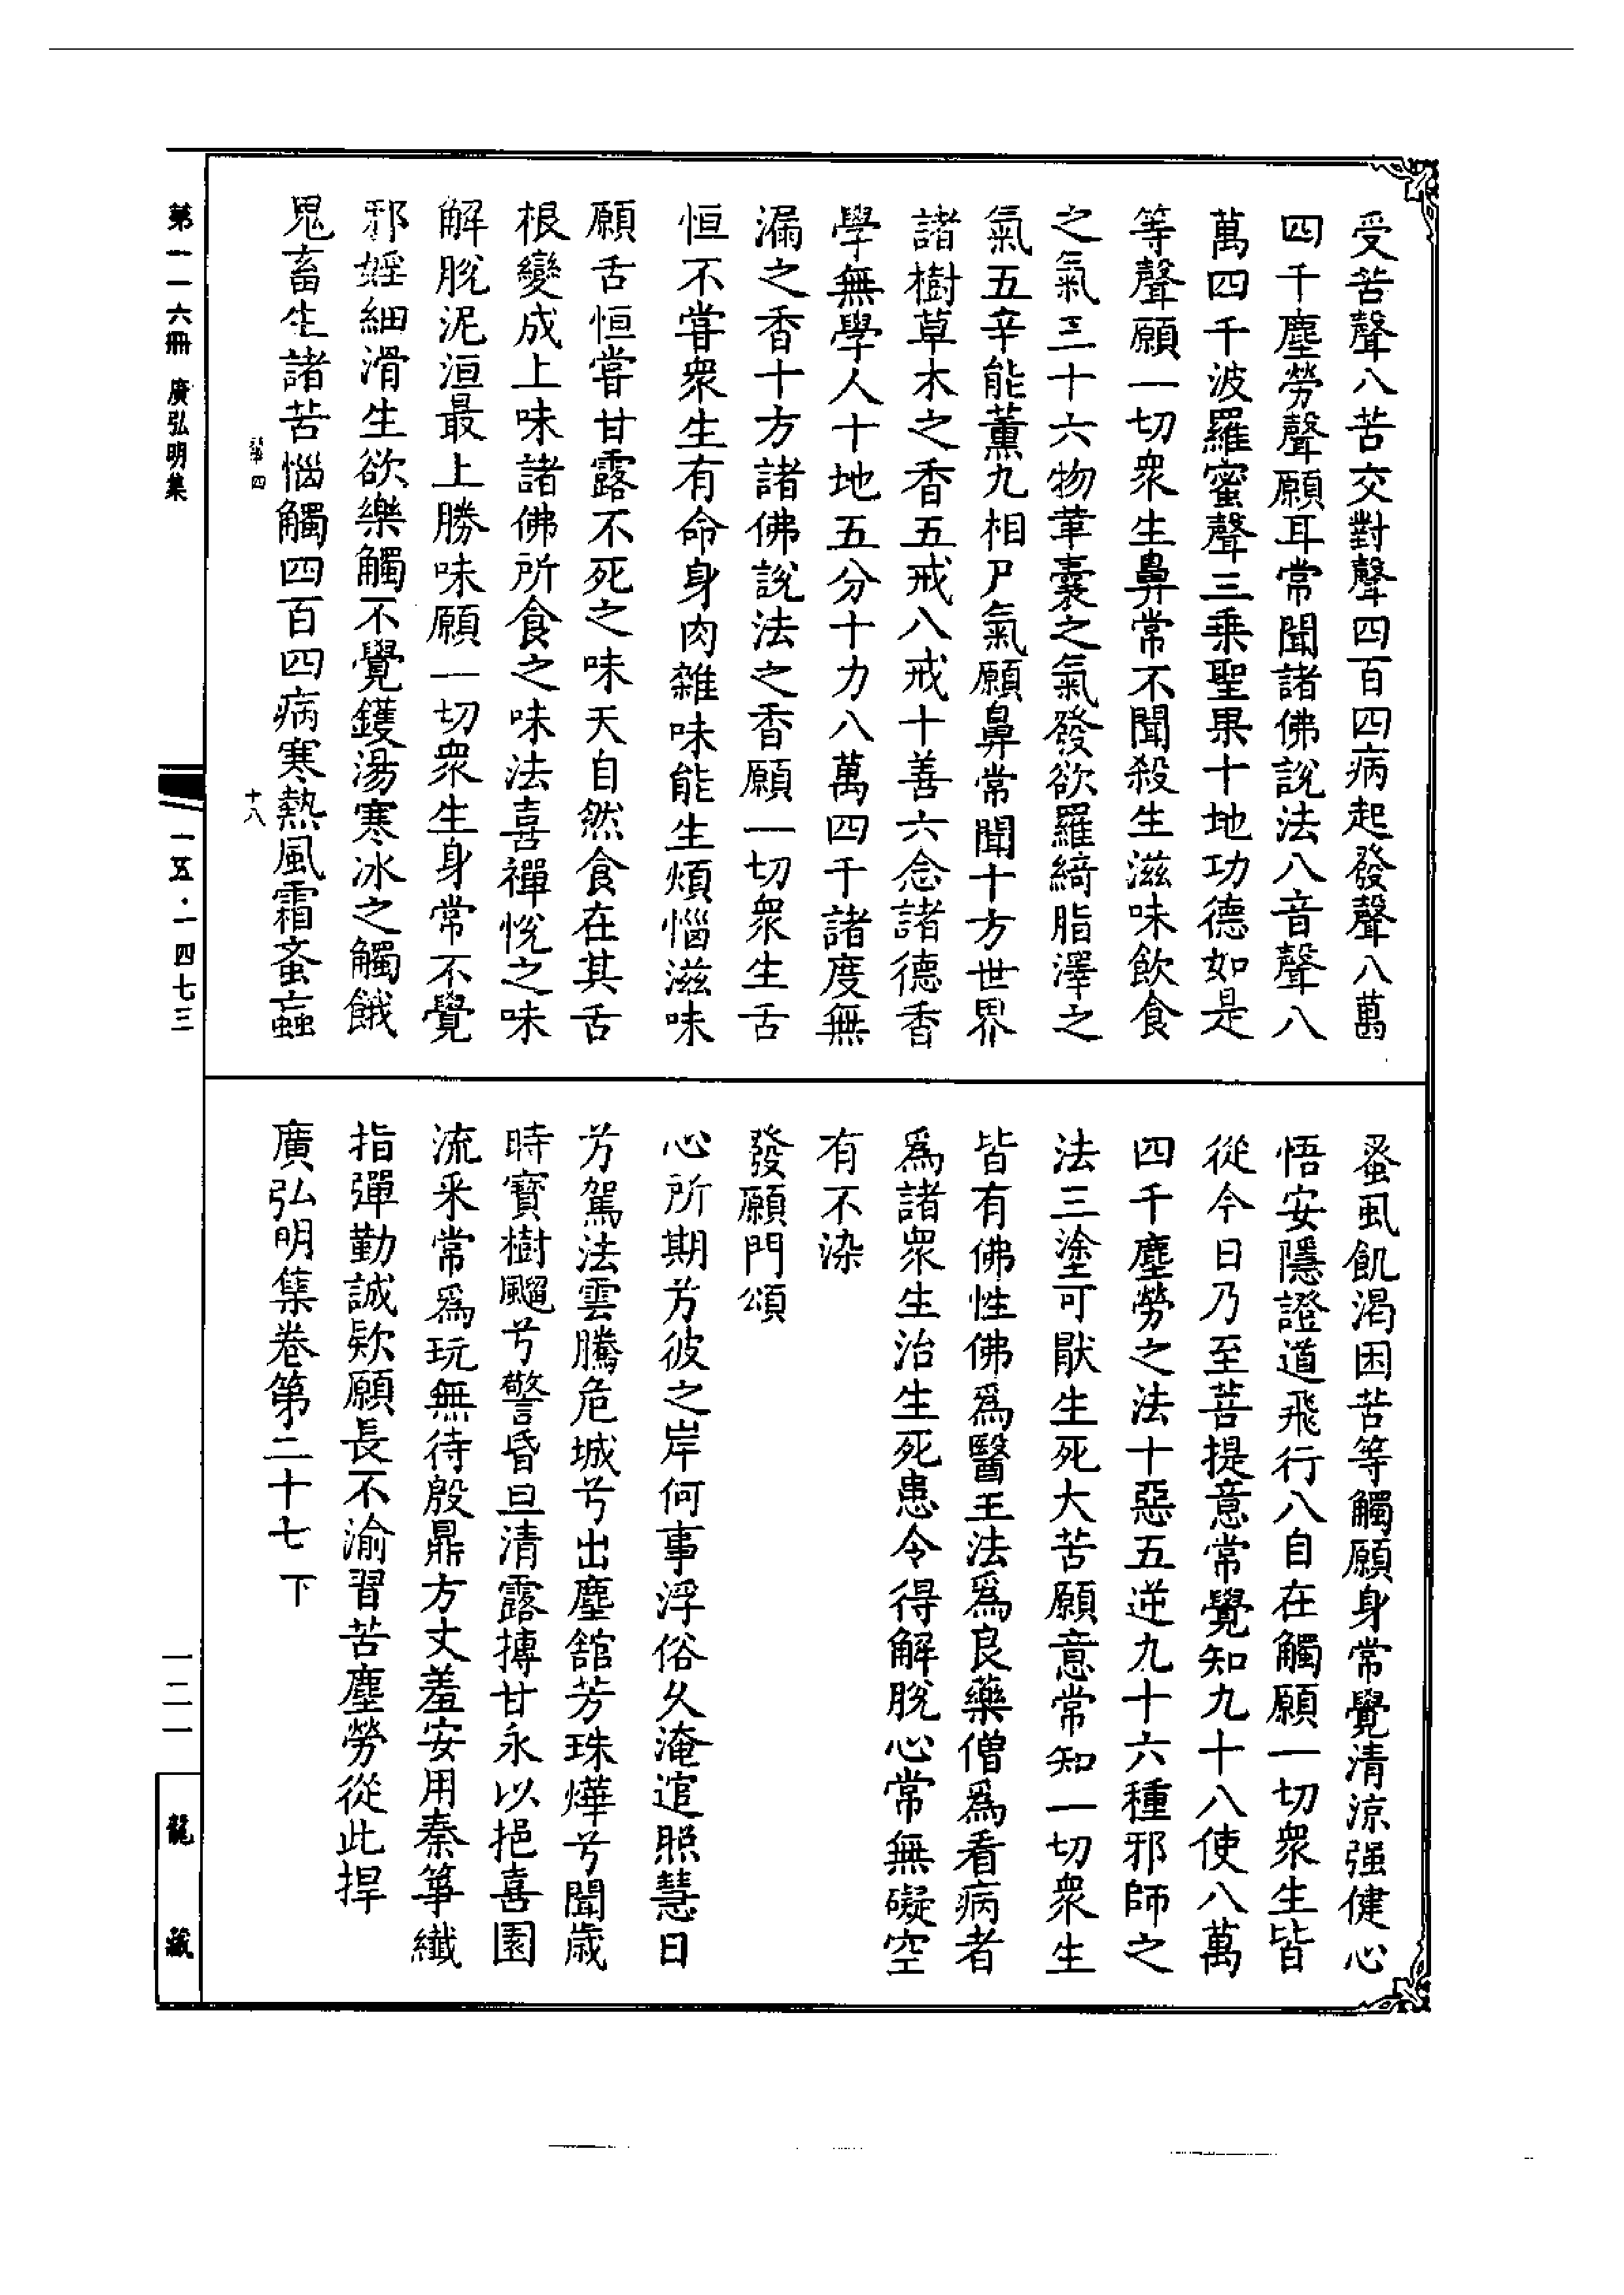 受苦聲八苦交對聲四百四病起發聲八萬
四千塵勞聲願耳常聞諸佛說法八音聲八
萬四千波羅蜜聲三乘聖果十地功德如是
等聲願一切衆生鼻常不聞殺生滋味飲食
之氣三十六物革囊之氣發欲羅綺脂澤之
氣五辛能薰九相尸氣願鼻常聞十方世界
諸樹草木之香五戒八戒十善六念諸德香
學無學人十地五分十力八萬四千諸度無
漏之香十方諸佛說法之香願一切衆生舌
恒不甞衆生有命身肉雜味能生煩惱滋味
願舌恒甞甘露不死之味天自然食在其舌
根變成上味諸佛所食之味法喜禪悅之味
解脫泥洹最上勝味願一切衆生身常不覺
邪婬細滑生欲樂觸不覺鑊湯寒冰之觸餓
鬼畜生諸苦惱觸四百四病寒熱風霜蚉蝱
蚤虱飢渴困苦等觸願身常覺清涼强健心
悟安隱證道飛行八自在觸願一切衆生皆
從今日乃至菩提意常覺知九十八使八萬
四千塵勞之法十惡五逆九十六種邪師之
法三塗可猒生死大苦願意常知一切衆生
皆有佛性佛爲醫王法爲良藥僧爲看病者
爲諸衆生治生死患令得解脫心常無礙空
有不染
發願門頌
心所期兮彼之岸何事浮俗久淹逭照慧日
兮駕法雲騰危城兮出塵舘芳珠燁兮聞歲
時寶樹飀兮警昏旦清露摶甘永以挹喜園
流釆常爲玩無待殷鼎方丈羞安用秦箏纖
指彈勤誠歟願長不渝習苦塵勞從此捍
廣弘明集卷第二十七 下
第一一六冊 廣弘明集
四
十八
一五·一四七三
一二一
龍藏